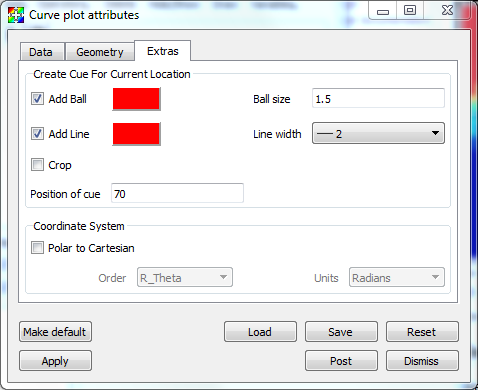 Curve plot attributes
Data Geometry Extras
Create Cue For Current Location
Add Ball Ball size 1.5
Add Line Line width 2
Crop
Position of cue 70
Coordinate System
Polar to Cartesian
Order R_Theta Units Radians
Make default Load Save Reset
Apply Post Dismiss